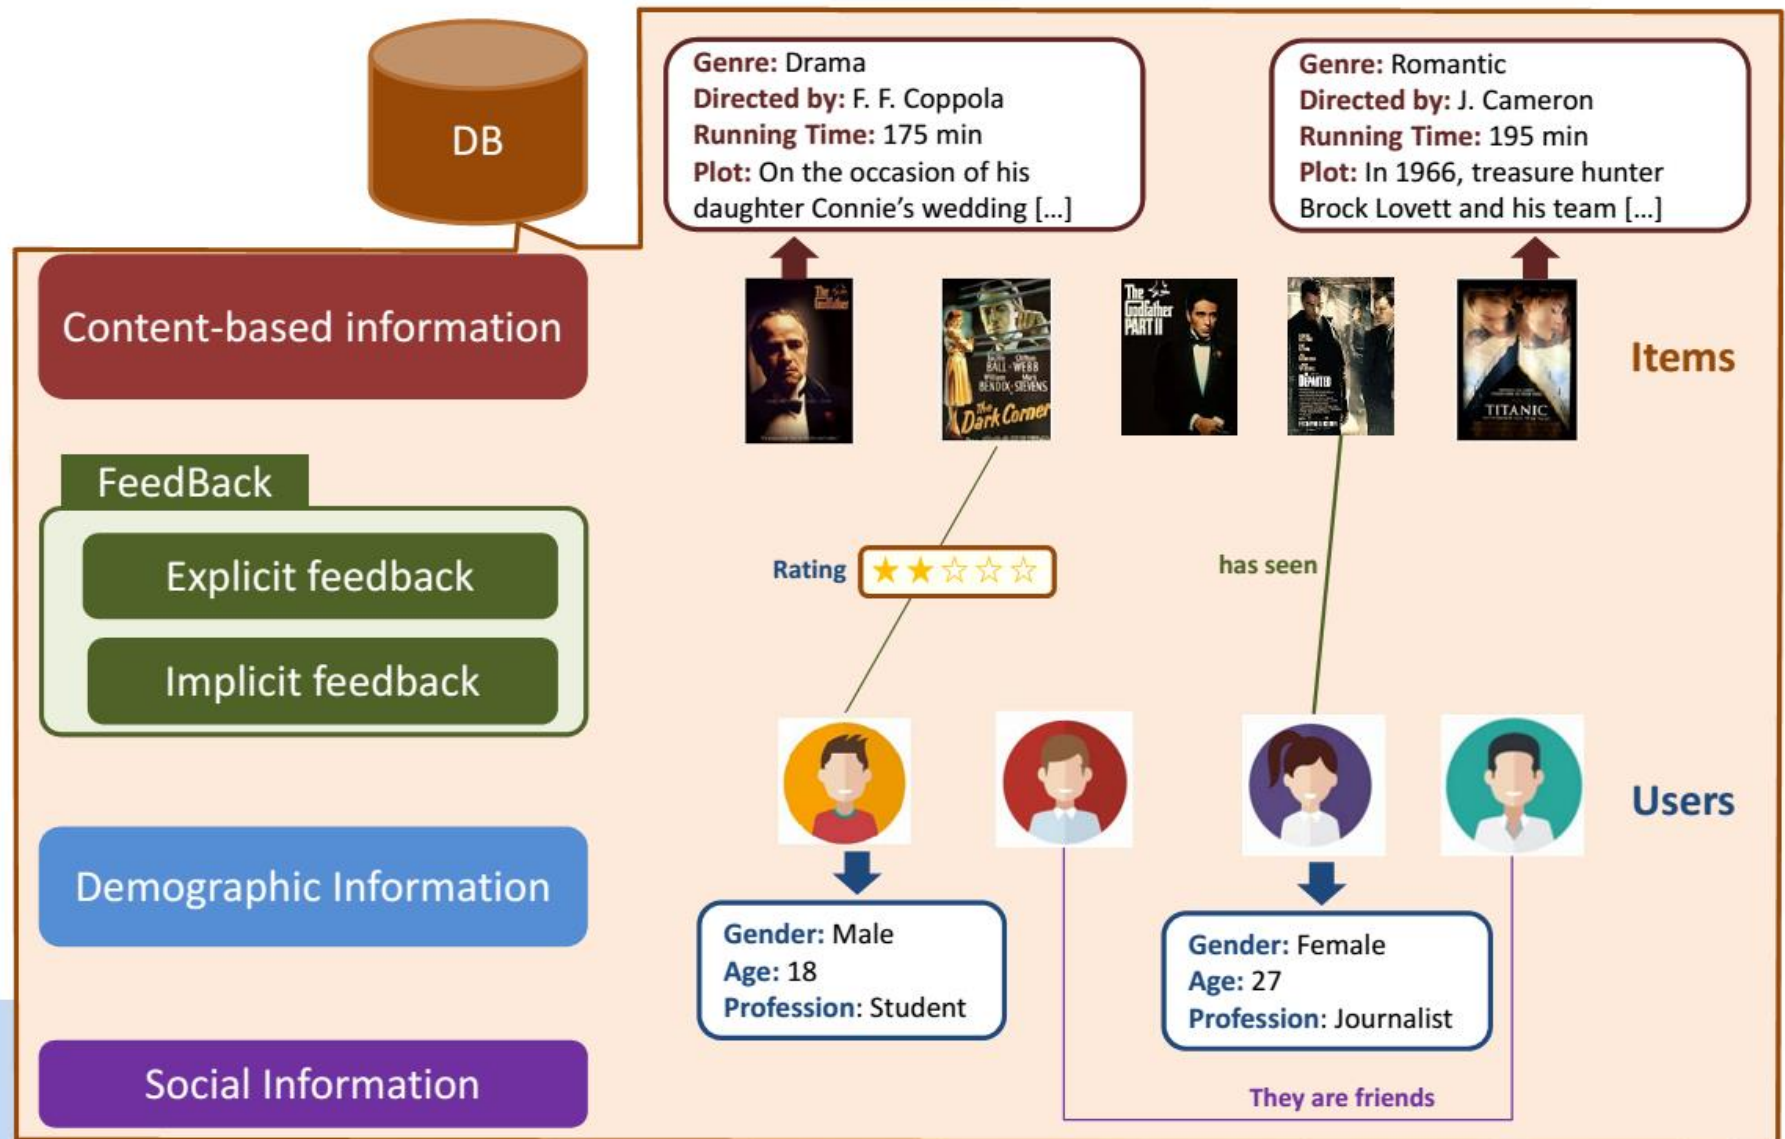 DB
Genre: Drama
Directed by: F. F. Coppola
Running Time: 175 min
Plot: On the occasion of his
daughter Connie's wedding [...]
Genre: Romantic
Directed by: J. Cameron
Running Time: 195 min
Plot: In 1966, treasure hunter
Brock Lovett and his team [...]
Content-based information
The
Godfather
BALL - WEBB
BENDIX - STEVENS
The
Dark Corner
The
Godfather
PART II
DEPARTED
TITANIC
Items
FeedBack
Explicit feedback
Implicit feedback
Rating
has seen
Users
Demographic Information
Gender: Male
Age: 18
Profession: Student
Gender: Female
Age: 27
Profession: Journalist
Social Information
They are friends